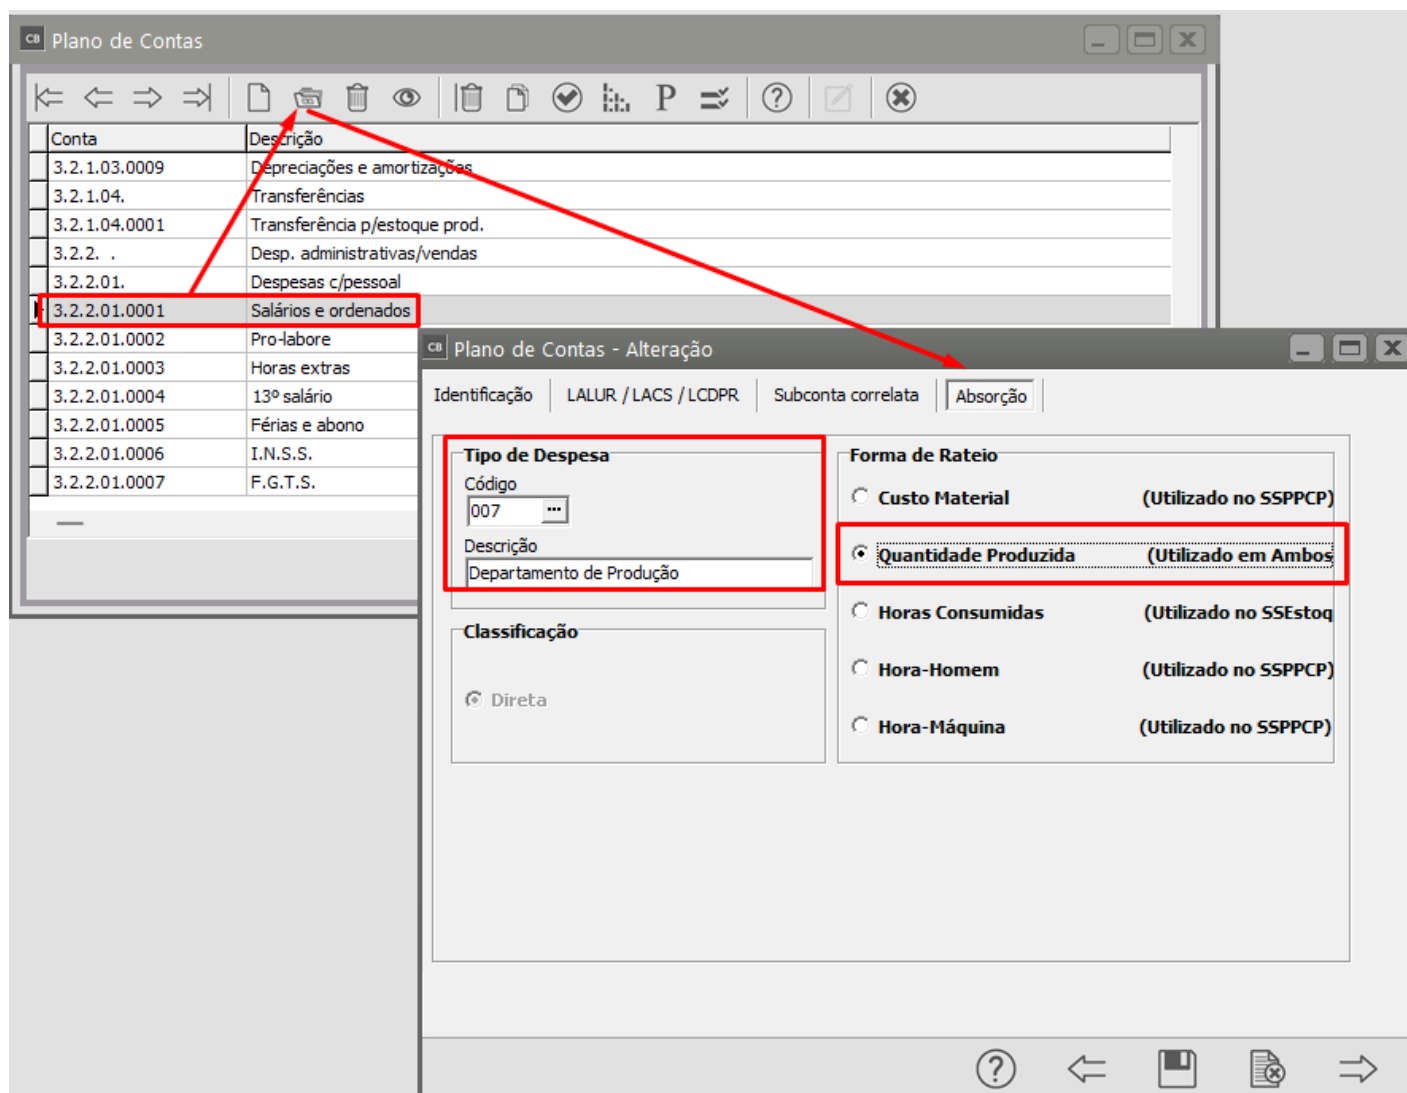 CB Plano de Contas
P
?
Conta Descrição
3.2.1.03.0009 Depreciações e amortizações
3.2.1.04. Transferências
3.2.1.04.0001 Transferência p/estoque prod.
3.2.2. . Desp. administrativas/vendas
3.2.2.01. Despesas c/pessoal
3.2.2.01.0001 Salários e ordenados
3.2.2.01.0002 Pro-labore
3.2.2.01.0003 Horas extras
3.2.2.01.0004 13º salário
3.2.2.01.0005 Férias e abono
3.2.2.01.0006 I.N.S.S.
3.2.2.01.0007 F.G.T.S.
CB Plano de Contas - Alteração
Identificação LALUR / LACS / LCDPR Subconta correlata Absorção
Tipo de Despesa
Código
007 ...
Descrição
Departamento de Produção
Classificação
Direta
Forma de Rateio
Custo Material (Utilizado no SSPPCP)
Quantidade Produzida (Utilizado em Ambos
Horas Consumidas (Utilizado no SSEstoq
Hora-Homem (Utilizado no SSPPCP)
Hora-Máquina (Utilizado no SSPPCP)
?